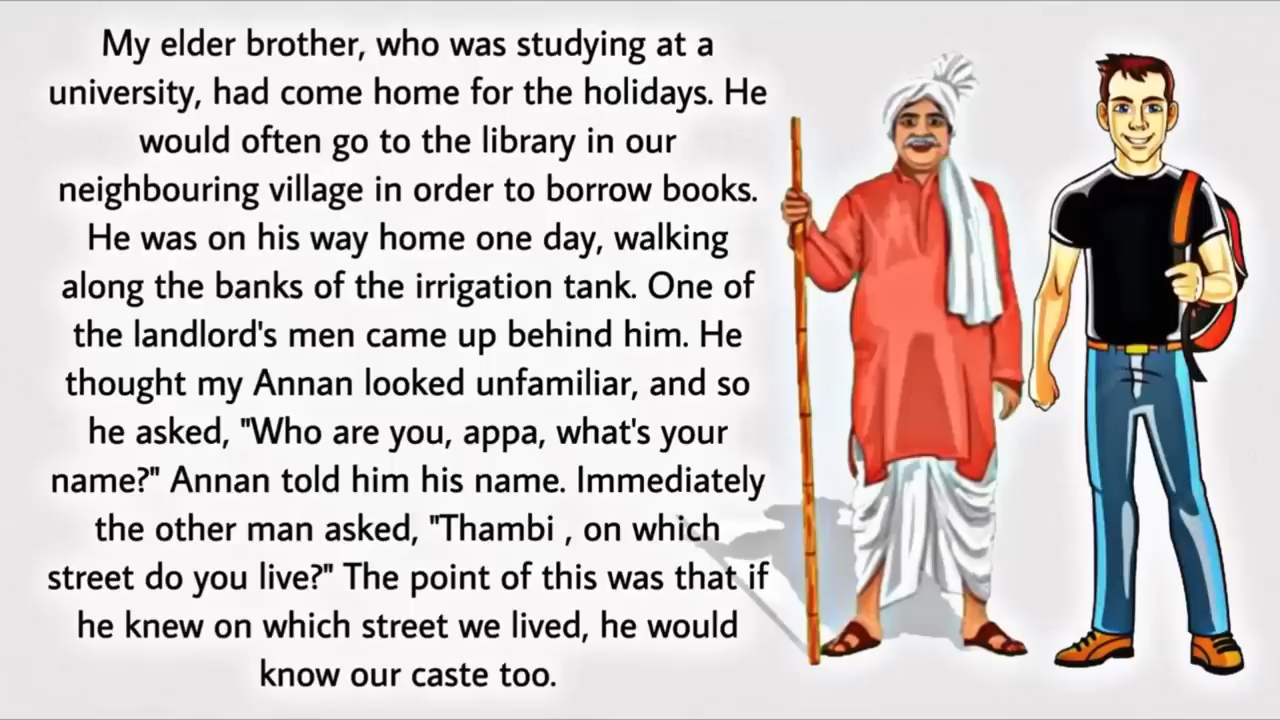 My elder brother, who was studying at a
university, had come home for the holidays. He
would often go to the library in our
neighbouring village in order to borrow books.
He was on his way home one day, walking
along the banks of the irrigation tank. One of
the landlord's men came up behind him. He
thought my Annan looked unfamiliar, and so
he asked, "Who are you, appa, what's your
name?" Annan told him his name. Immediately
the other man asked, "Thambi , on which
street do you live?" The point of this was that if
he knew on which street we lived, he would
know our caste too.